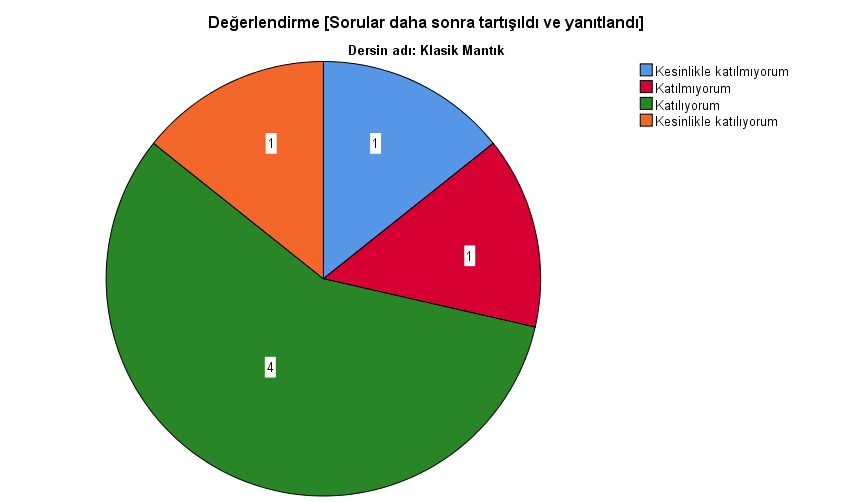 Değerlendirme [Sorular daha sonra tartışıldı ve yanıtlandı]
Dersin adı: Klasik Mantık
Kesinlikle katılmıyorum
Katılmıyorum
Katılıyorum
Kesinlikle katılıyorum
1
1
1
4